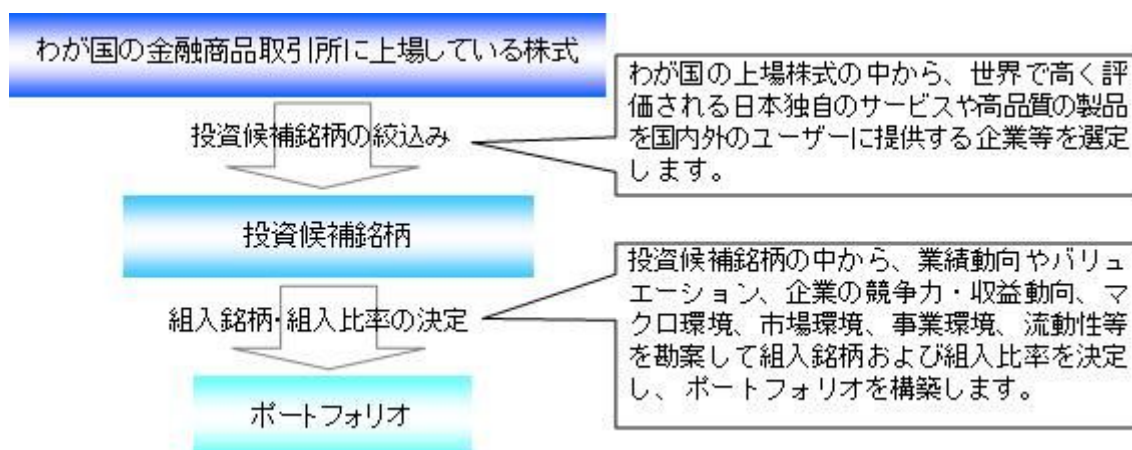 わが国の金融商品取引所に上場している株式
投資候補銘柄の絞込み
わが国の上場株式の中から、世界で高く評
価される日本独自のサービスや高品質の製品
を国内外のユーザーに提供する企業等を選定
します。
投資候補銘柄
組入銘柄・組入比率の決定
投資候補銘柄の中から、業績動向やバリュ
エーション、企業の競争力・収益動向、マ
クロ環境、市場環境、事業環境、流動性等
を勘案して組入銘柄および組入比率を決定
し、ポートフォリオを構築します。
ポートフォリオ